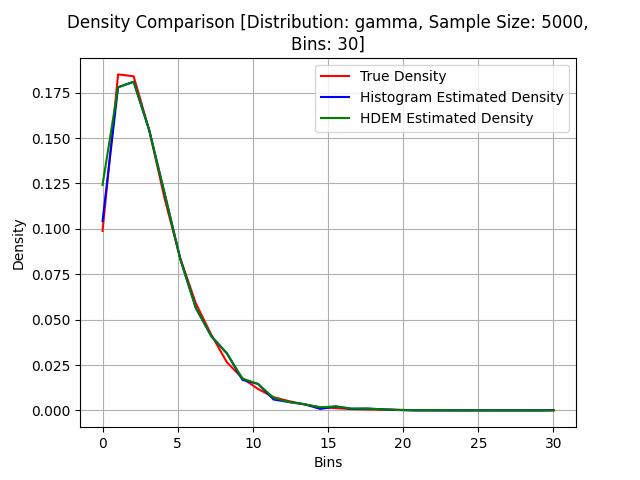 Density Comparison [Distribution: gamma, Sample Size: 5000,
Bins: 30]
True Density
Histogram Estimated Density
HDEM Estimated Density
Density
0.175
0.150
0.125
0.100
0.075
0.050
0.025
0.000
0 5 10 15 20 25 30
Bins